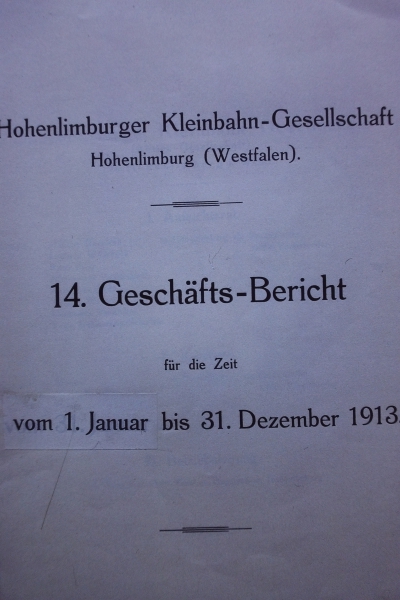 Hohenlimburger Kleinbahn-Gesellschaft
Hohenlimburg (Westfalen).
14. Geschäfts-Bericht
für die Zeit
vom 1. Januar bis 31. Dezember 1913.